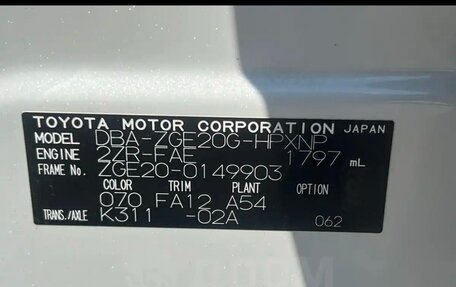 TOYOTA MOTOR CORPORATION JAPAN
MODEL DBA-ZGE20G-HPXNP
ENGINE 2ZR-FAE 1797 mL
FRAME No. ZGE20-0149903
COLOR TRIM PLANT OPTION
070 FA12 A54
TRANS./AXLE K311 -02A 062